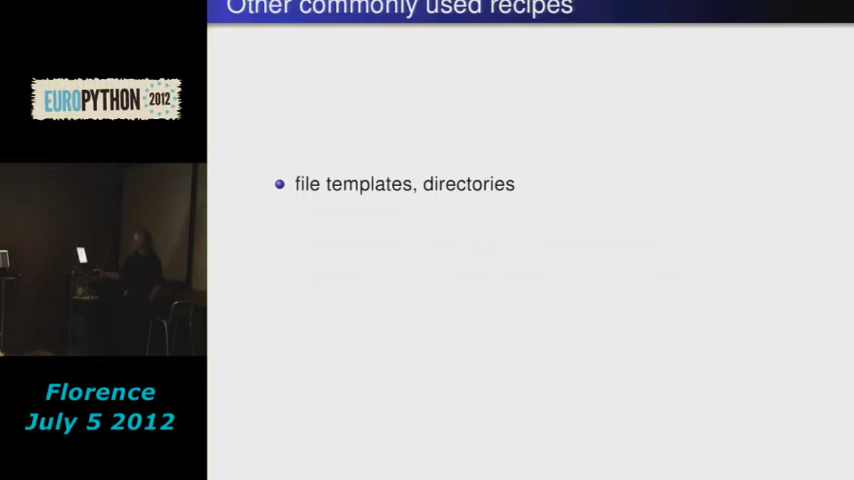 Other commonly used recipes
EUROPYTHON 2012
file templates, directories
Florence
July 5 2012